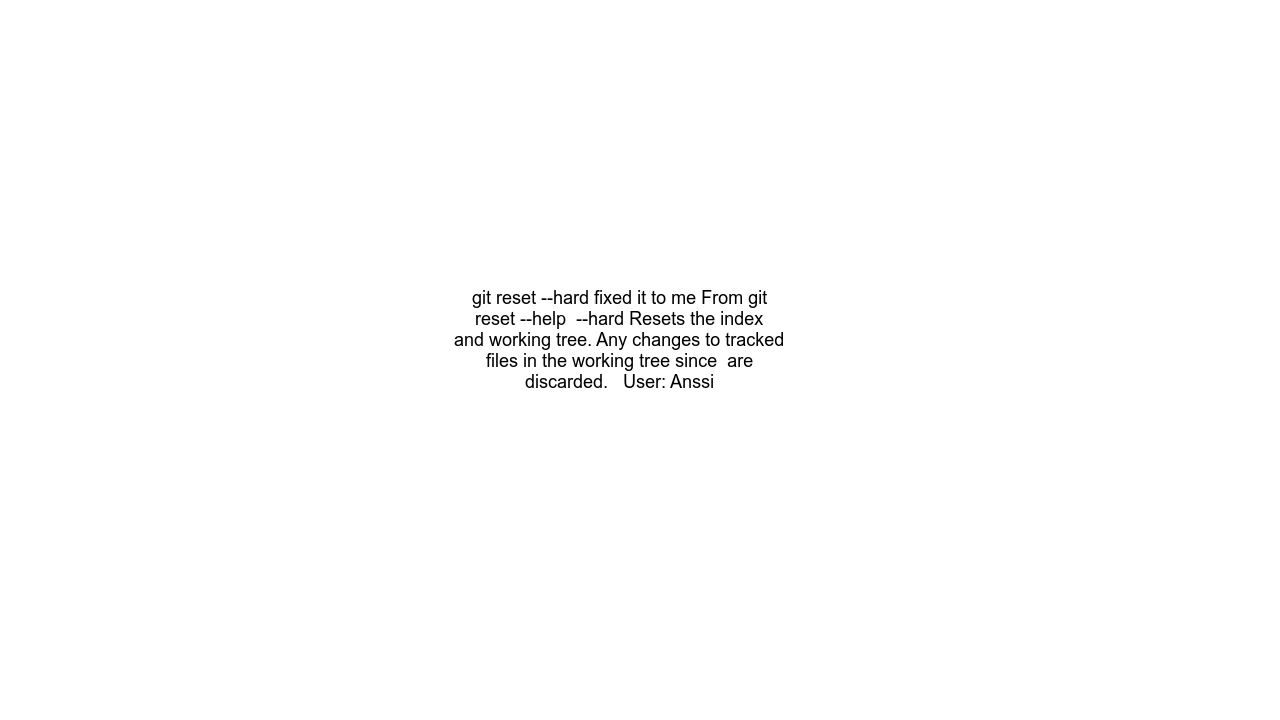 git reset --hard fixed it to me From git
reset --help  --hard Resets the index
and working tree. Any changes to tracked
files in the working tree since  are
discarded.   User: Anssi